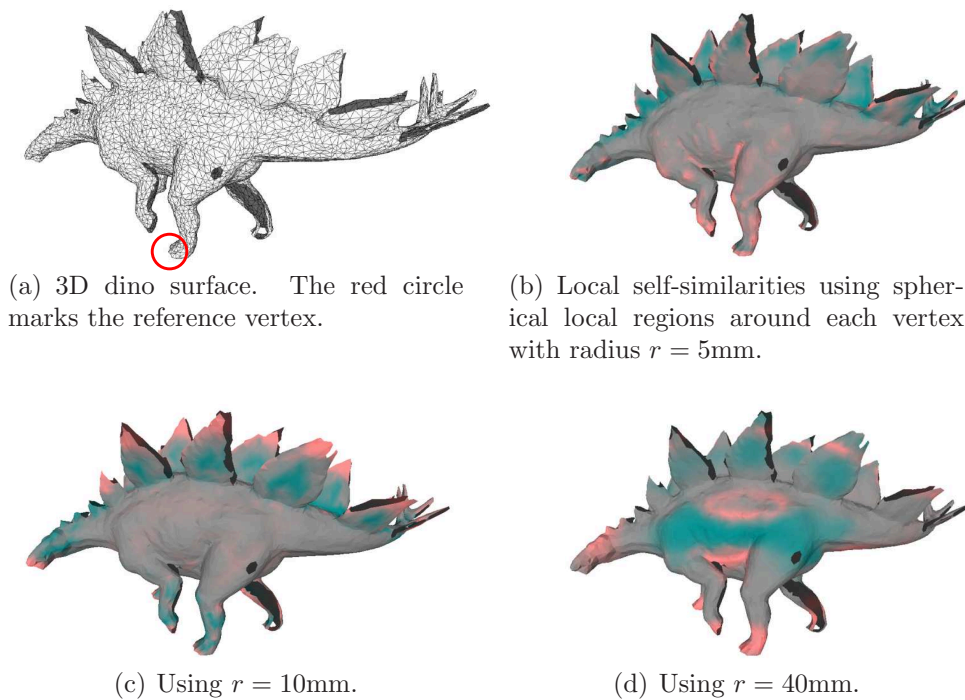 (a) 3D dino surface. The red circle
marks the reference vertex.
(b) Local self-similarities using spher-
ical local regions around each vertex
with radius r = 5mm.
(c) Using r = 10mm.
(d) Using r = 40mm.